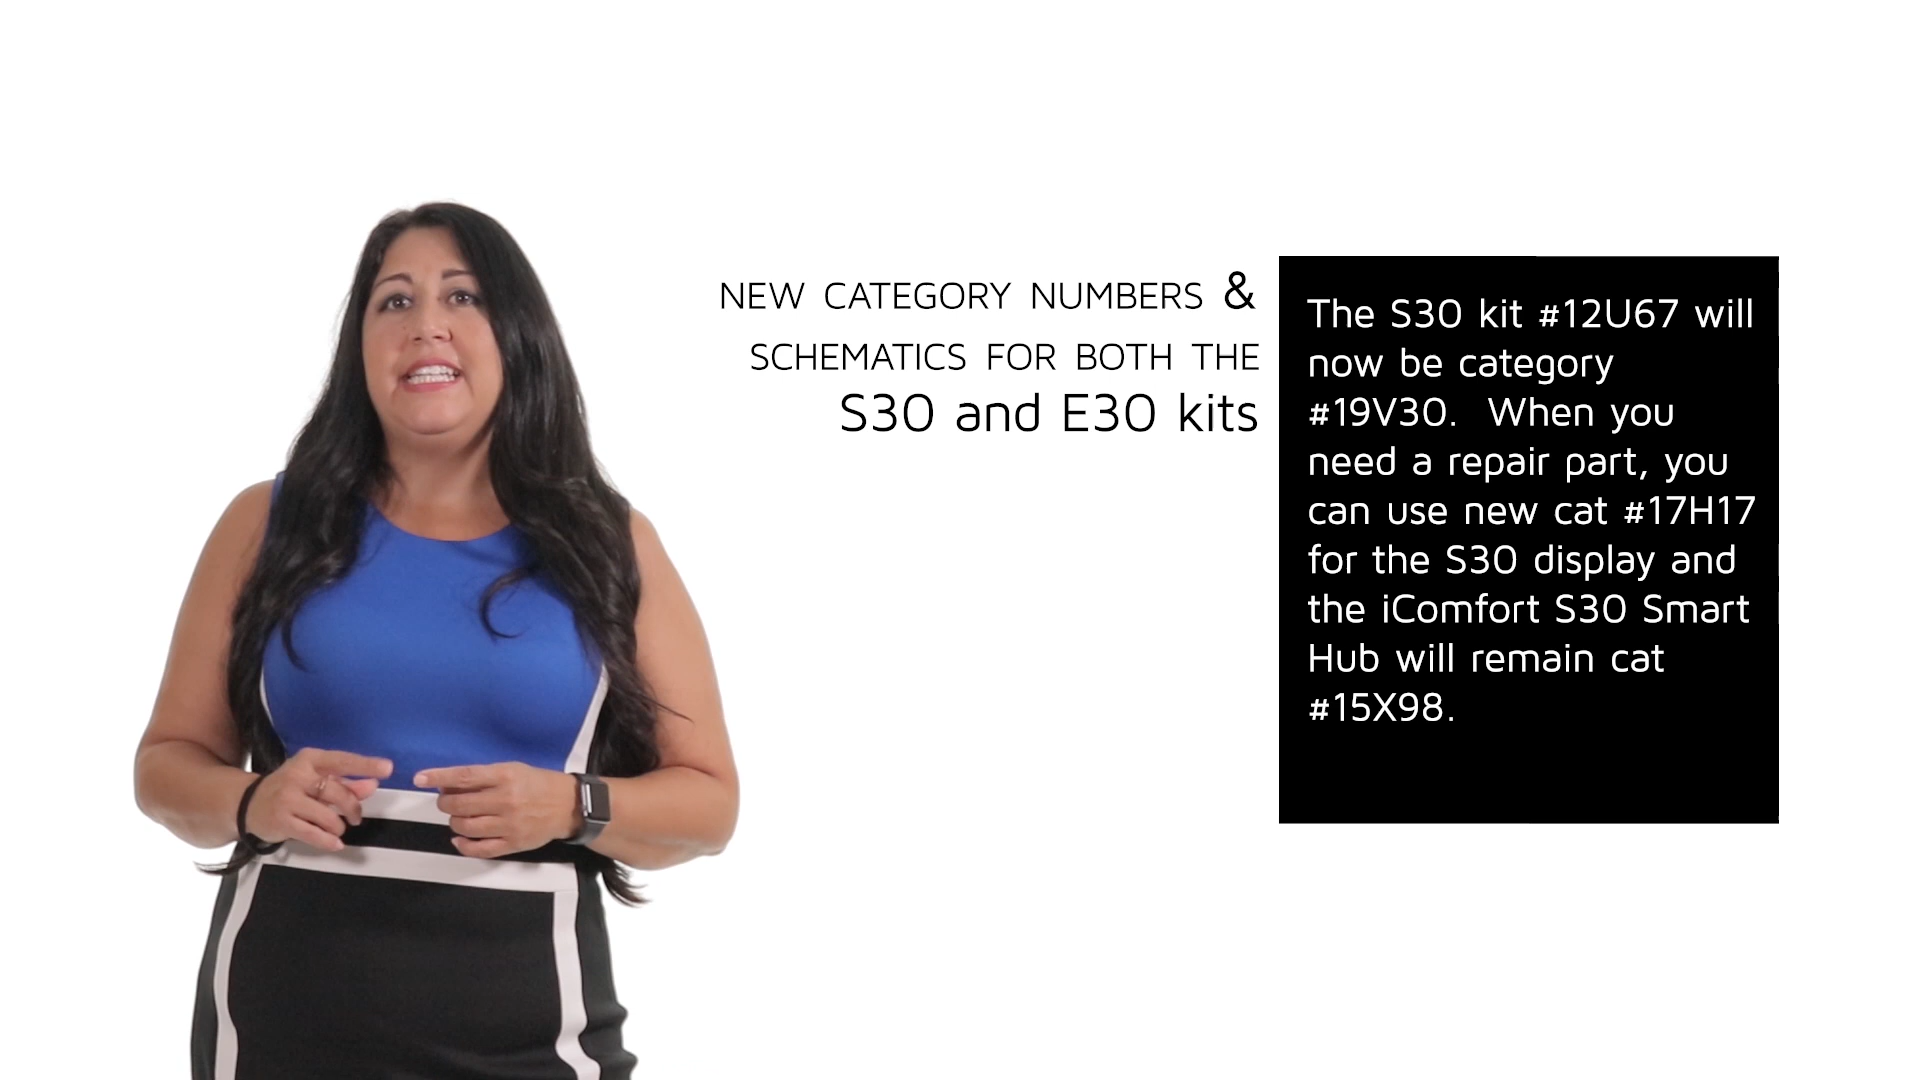 NEW CATEGORY NUMBERS &
SCHEMATICS FOR BOTH THE
S30 and E30 kits
The S30 kit #12U67 will
now be category
#19V30.  When you
need a repair part, you
can use new cat #17H17
for the S30 display and
the iComfort S30 Smart
Hub will remain cat
#15X98.